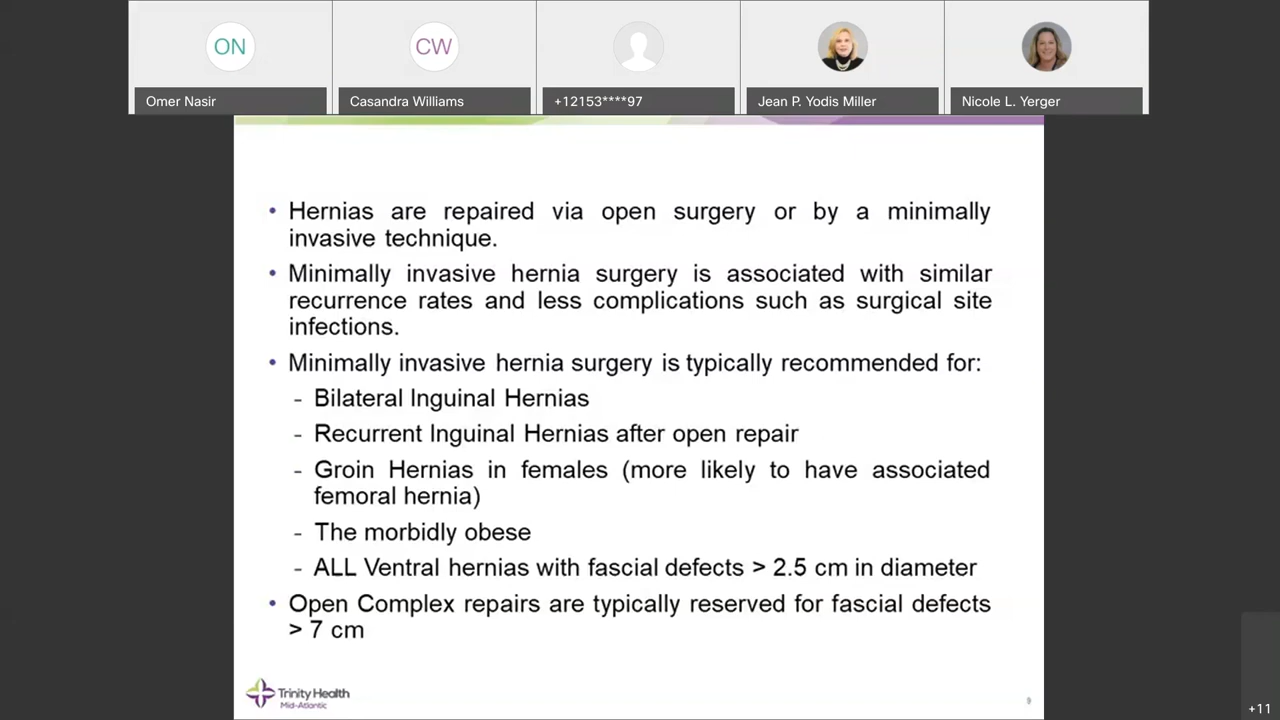 ON
CW
Omer Nasir
Casandra Williams
+12153****97
Jean P. Yodis Miller
Nicole L. Yerger
• Hernias are repaired via open surgery or by a minimally
invasive technique.
• Minimally invasive hernia surgery is associated with similar
recurrence rates and less complications such as surgical site
infections.
• Minimally invasive hernia surgery is typically recommended for:
- Bilateral Inguinal Hernias
- Recurrent Inguinal Hernias after open repair
- Groin Hernias in females (more likely to have associated
femoral hernia)
- The morbidly obese
- ALL Ventral hernias with fascial defects > 2.5 cm in diameter
• Open Complex repairs are typically reserved for fascial defects
> 7 cm
Trinity Health
Mid-Atlantic
+11